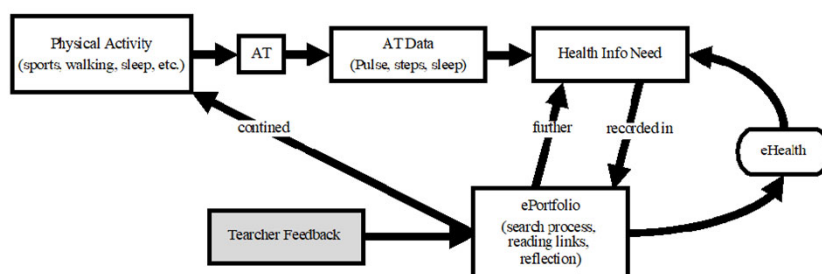 Physical Activity
(sports, walking, sleep, etc.)
AT
AT Data
(Pulse, steps, sleep)
Health Info Need
contined
further
recorded in
eHealth
ePortfolio
(search process,
reading links,
reflection)
Tearcher Feedback